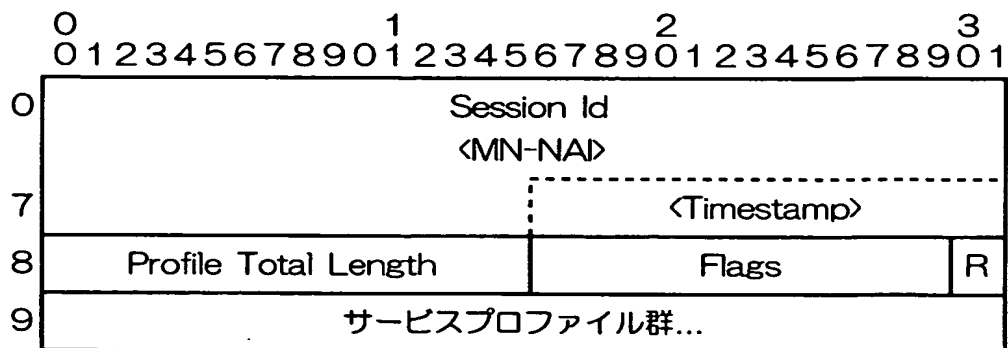 0 1 2 3
0 1 2 3 4 5 6 7 8 9 0 1 2 3 4 5 6 7 8 9 0 1 2 3 4 5 6 7 8 9 0 1
0 Session Id
<MN-NAI>
7 <Timestamp>
8 Profile Total Length Flags R
9 サービスプロファイル群...